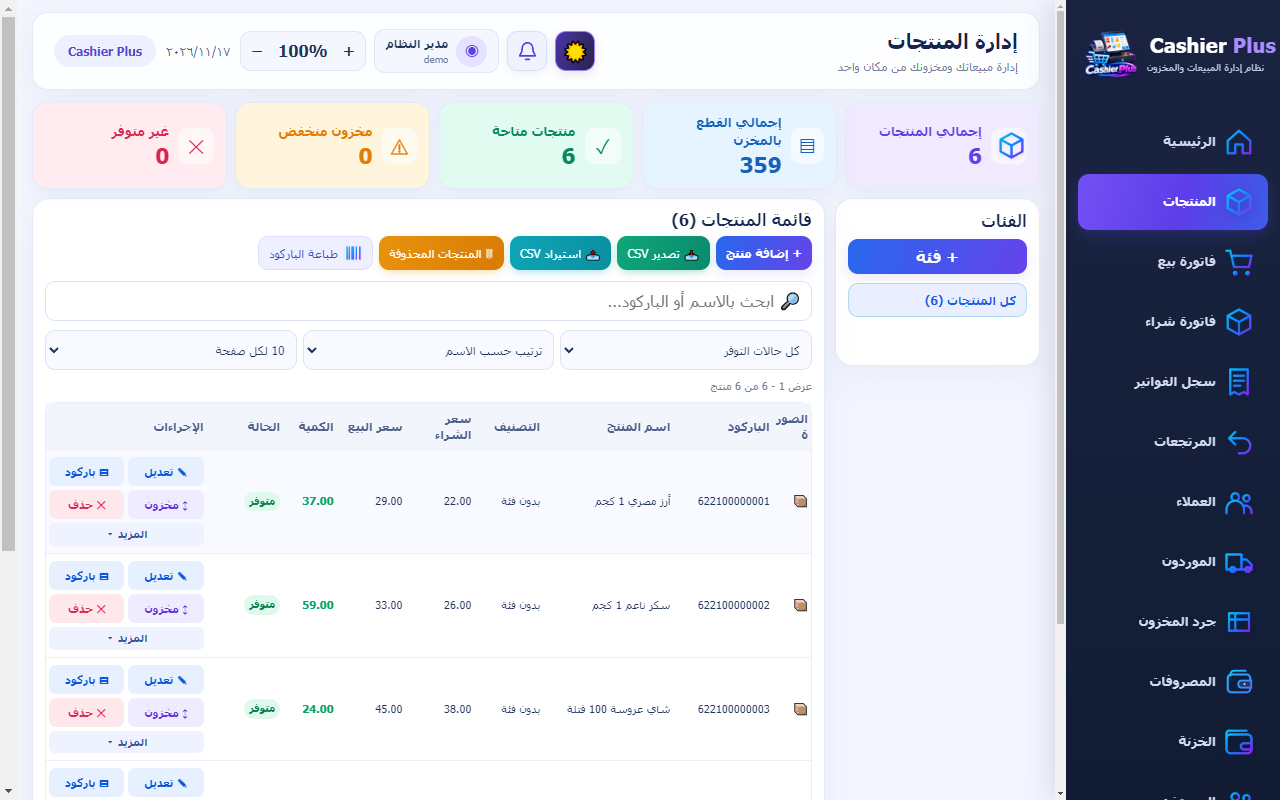 Cashier Plus
نظام إدارة المبيعات والمخزون
الرئيسية
المنتجات
فاتورة بيع
فاتورة شراء
سجل الفواتير
المرتجعات
العملاء
الموردون
جرد المخزون
المصروفات
الخزنة
إدارة المنتجات
إدارة مبيعاتك ومخزونك من مكان واحد
مدير النظام
demo
+ 100% −
٢٠٢٦/١١/١٧
Cashier Plus
إجمالي المنتجات
6
إجمالي القطع بالمخزن
359
منتجات متاحة
6
مخزون منخفض
0
غير متوفر
0
الفئات
+ فئة
كل المنتجات (6)
قائمة المنتجات (6)
+ إضافة منتج
تصدير CSV
استيراد CSV
المنتجات المحذوفة
طباعة الباركود
ابحث بالاسم أو الباركود...
كل حالات التوفر
ترتيب حسب الاسم
10 لكل صفحة
عرض 1 - 6 من 6 منتج
الصورة الباركود اسم المنتج التصنيف سعر الشراء سعر البيع الكمية الحالة الإجراءات
622100000001 أرز مصري 1 كجم بدون فئة 22.00 29.00 37.00 متوفر
تعديل باركود
مخزون حذف
المزيد
622100000002 سكر ناعم 1 كجم بدون فئة 26.00 33.00 59.00 متوفر
تعديل باركود
مخزون حذف
المزيد
622100000003 شاي عروسة 100 فتلة بدون فئة 38.00 45.00 24.00 متوفر
تعديل باركود
مخزون حذف
المزيد
تعديل باركود